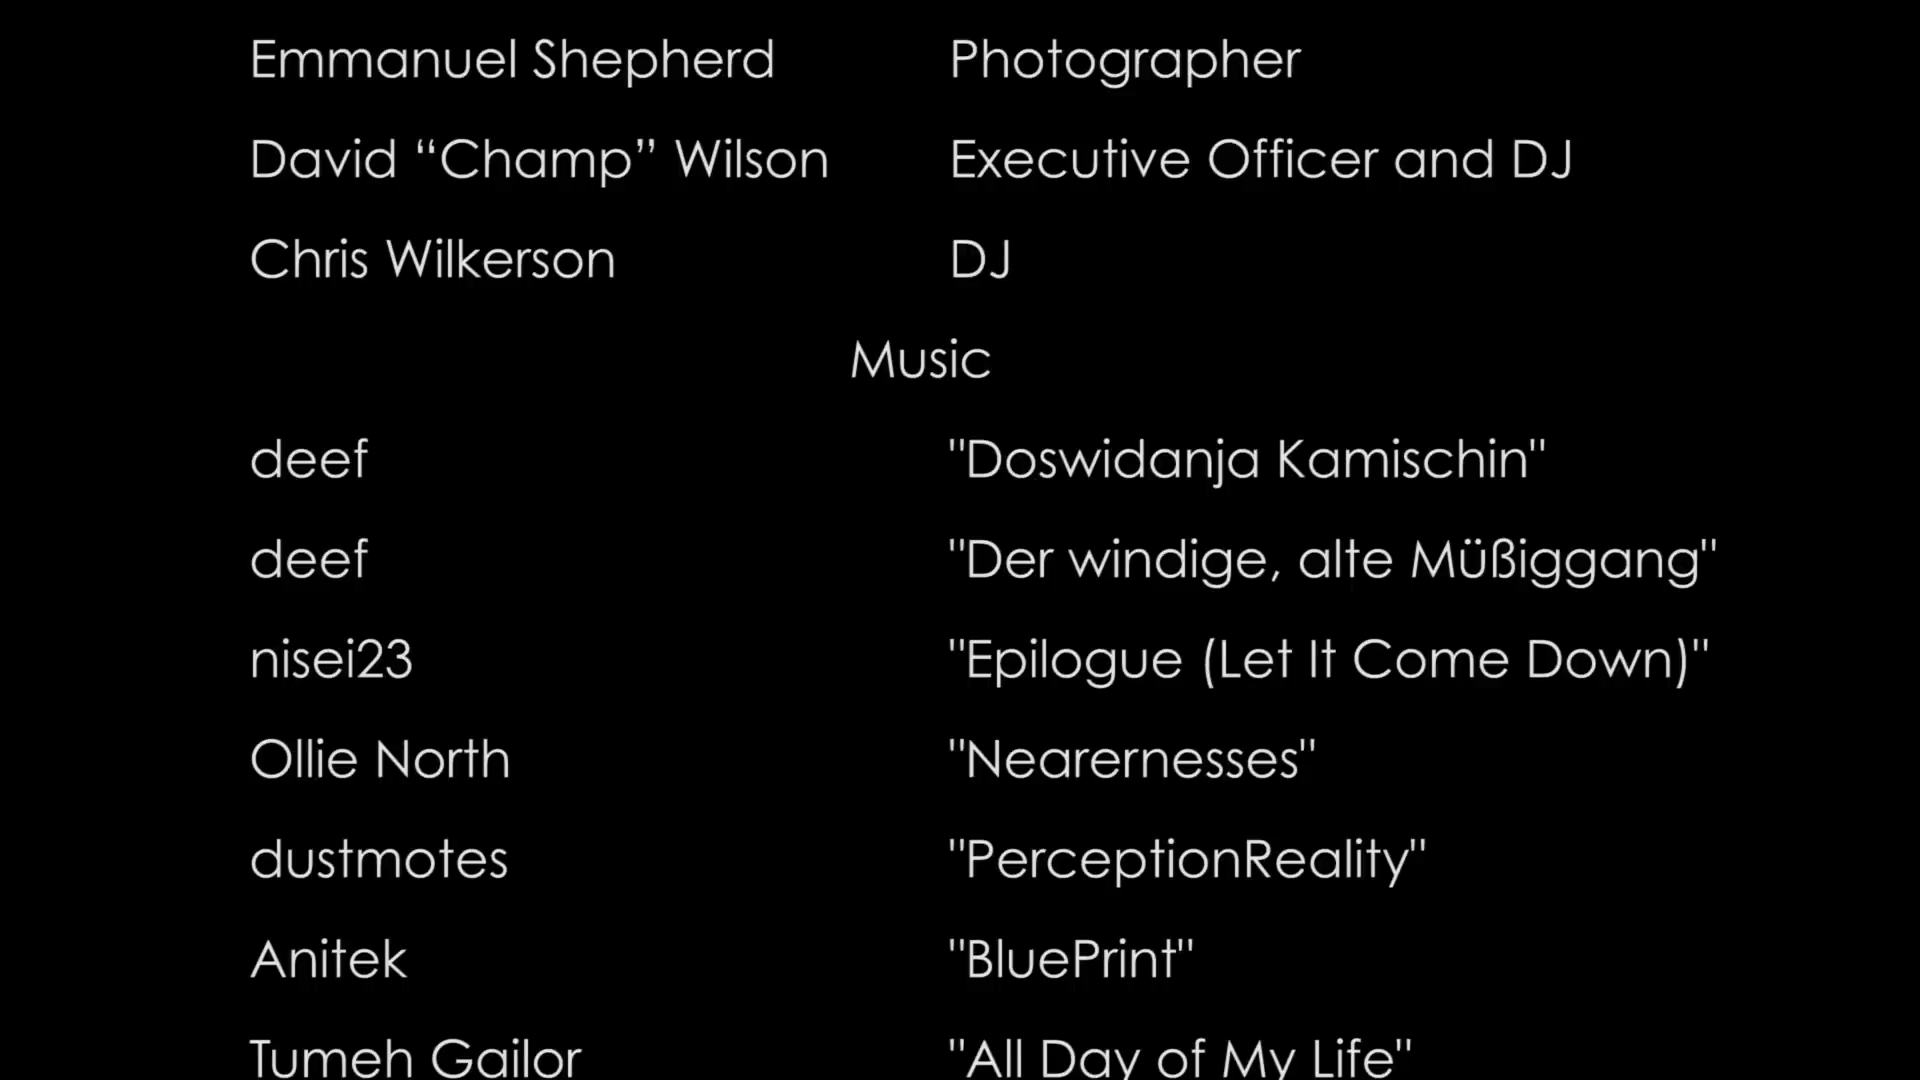 Emmanuel Shepherd Photographer
David “Champ” Wilson Executive Officer and DJ
Chris Wilkerson DJ
Music
deef "Doswidanja Kamischin"
deef "Der windige, alte Müßiggang"
nisei23 "Epilogue (Let It Come Down)"
Ollie North "Nearernesses"
dustmotes "PerceptionReality"
Anitek "BluePrint"
Tumeh Gailor "All Day of My Life"